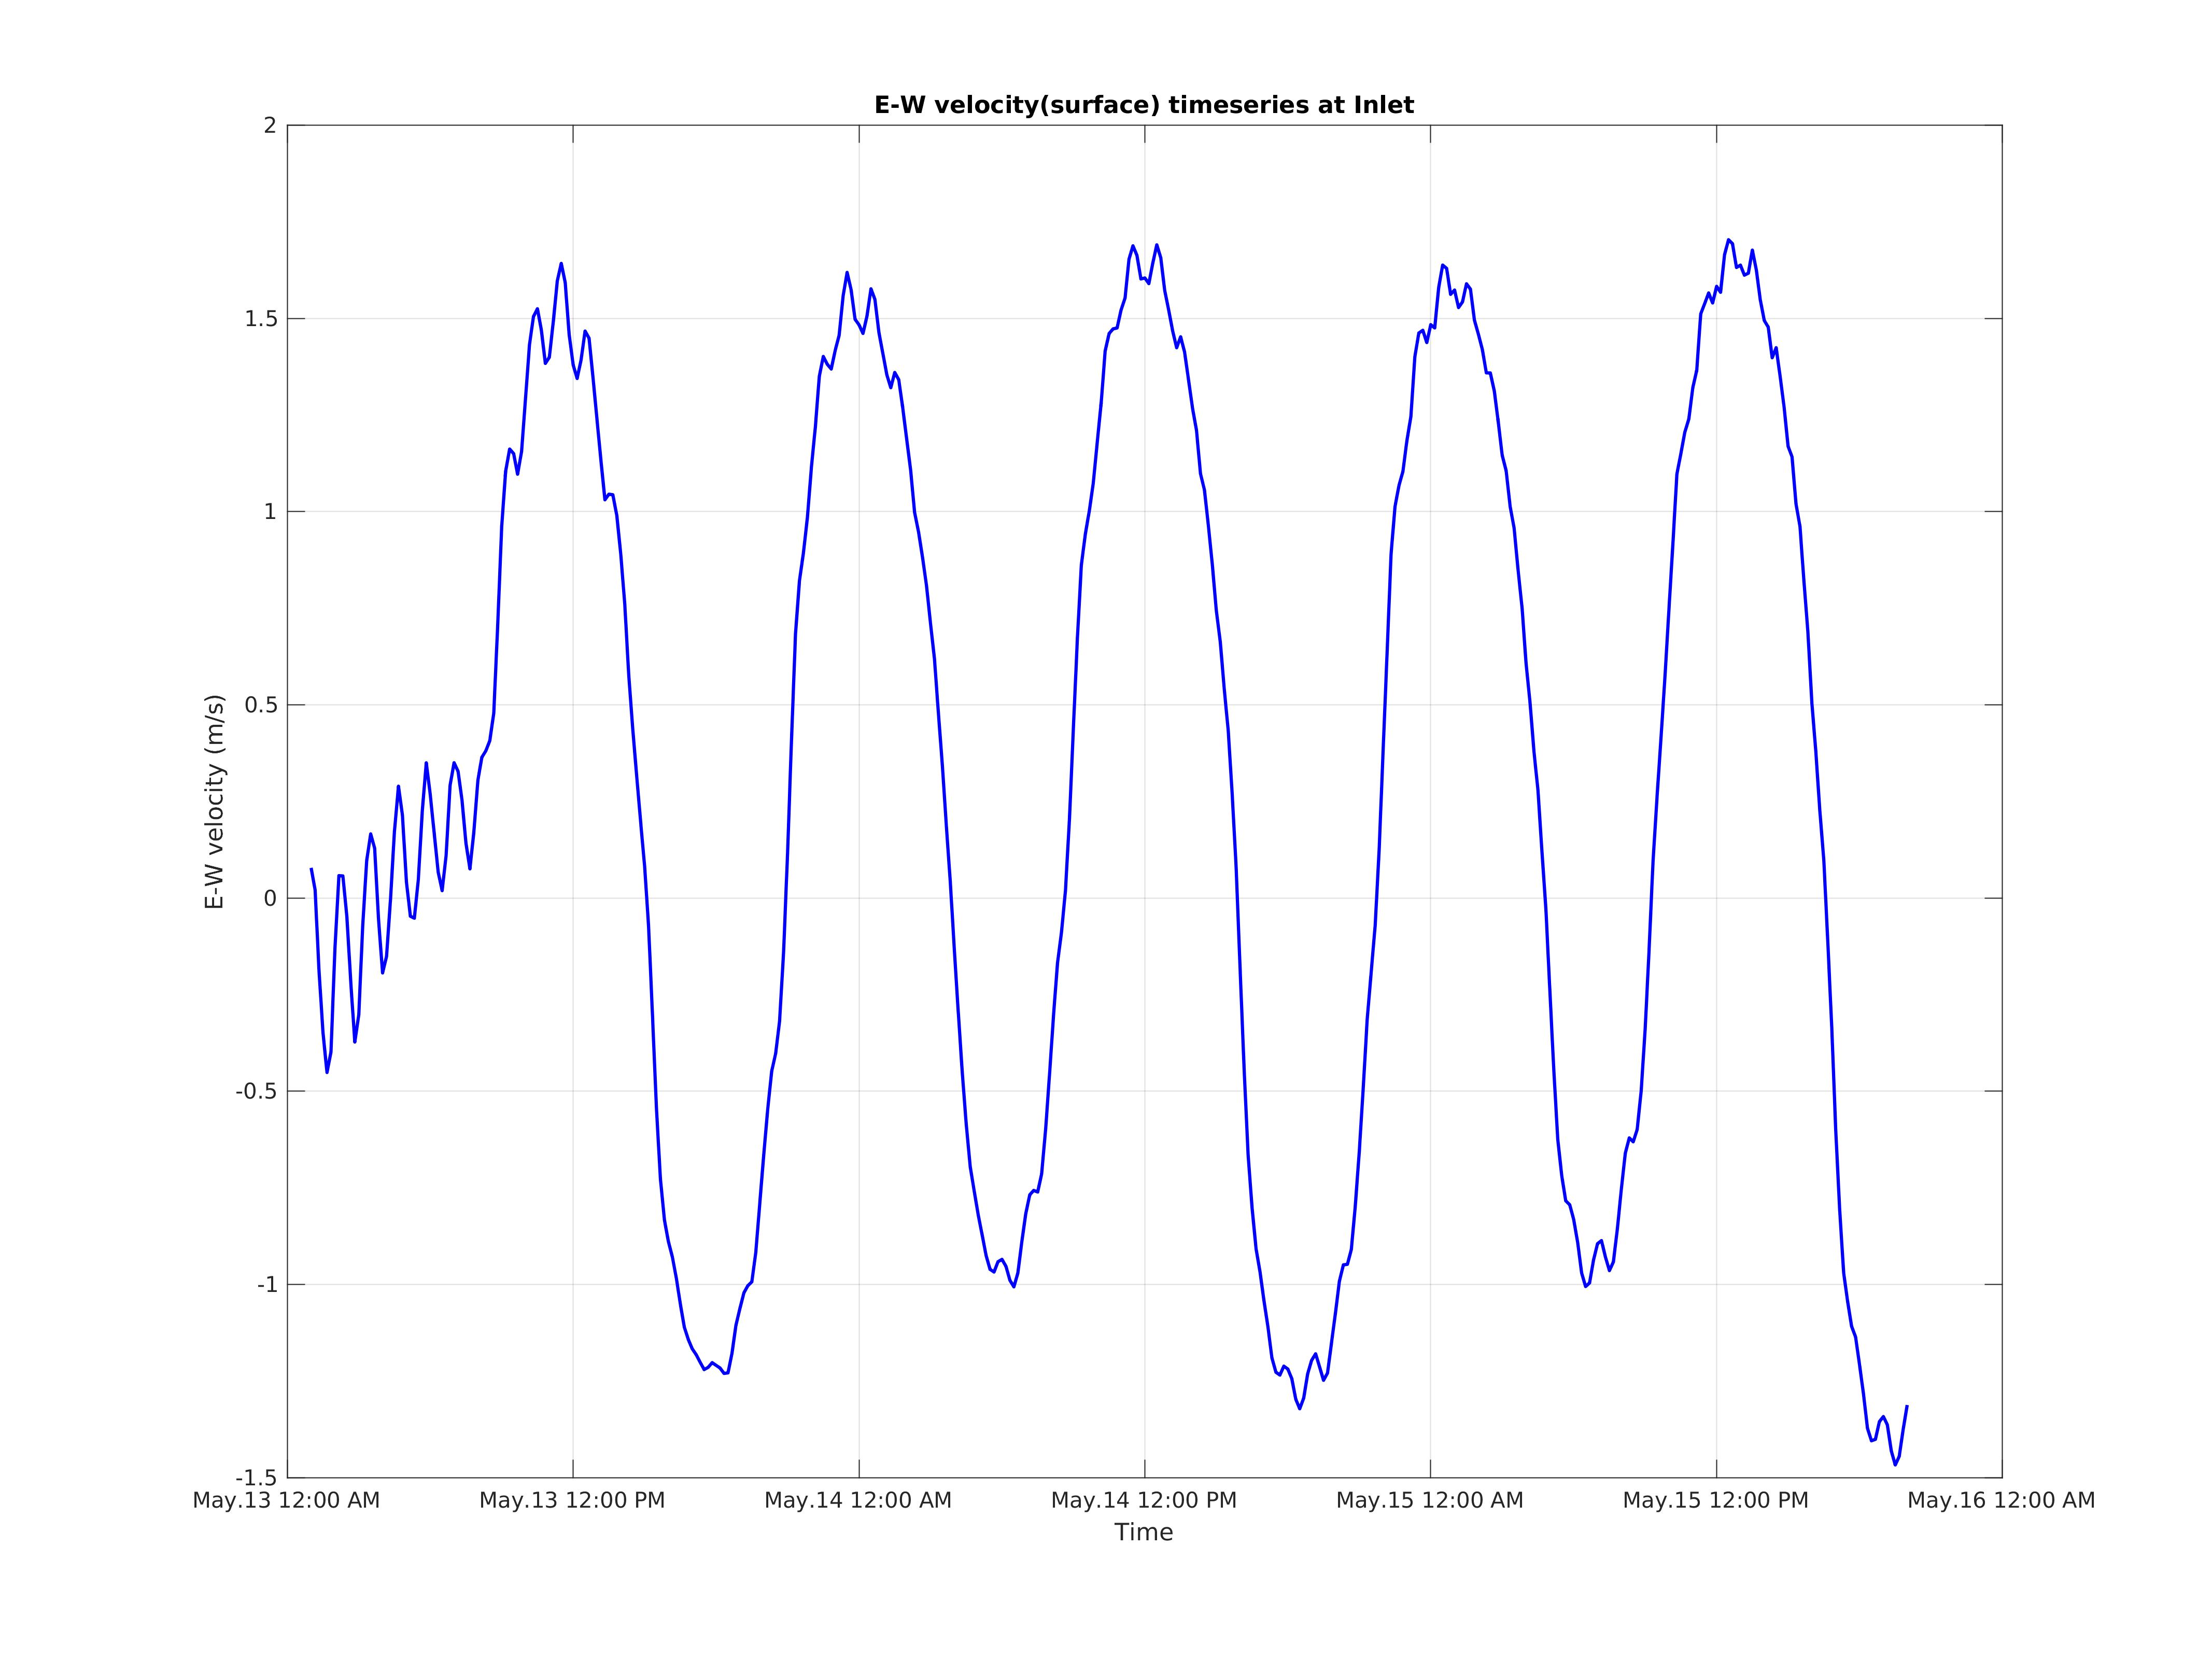 E-W velocity(surface) timeseries at Inlet
2
1.5
1
0.5
0
-0.5
-1
-1.5
E-W velocity (m/s)
May.13 12:00 AM May.13 12:00 PM May.14 12:00 AM May.14 12:00 PM May.15 12:00 AM May.15 12:00 PM May.16 12:00 AM
Time